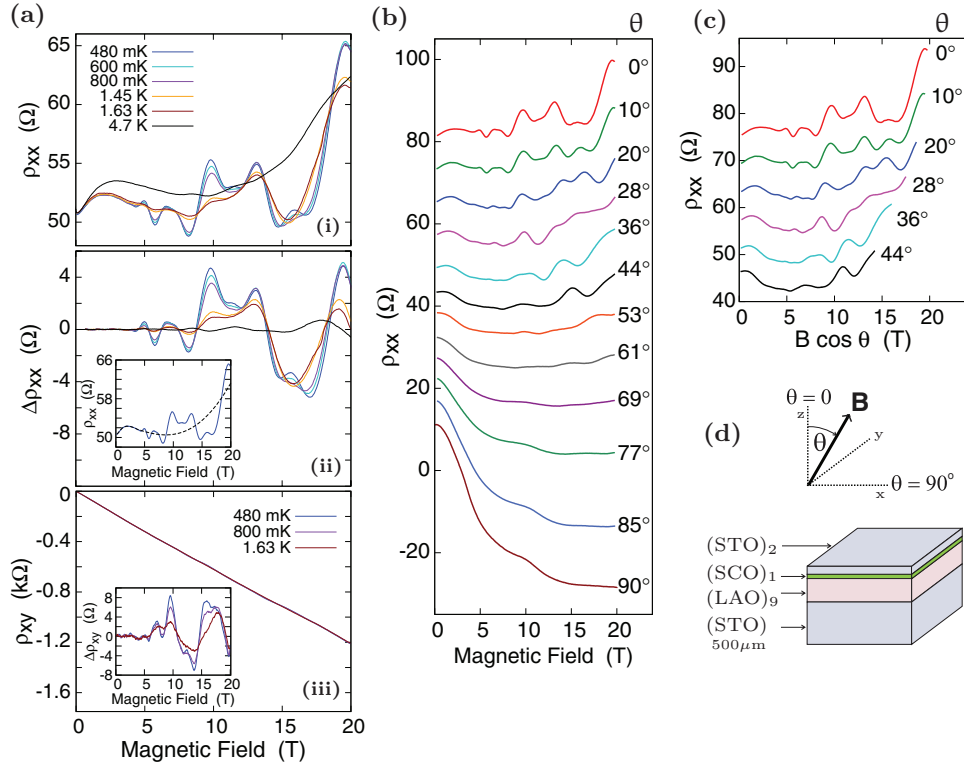 (a)
65
60
55
50
ρxx (Ω)
480 mK
600 mK
800 mK
1.45 K
1.63 K
4.7 K
(i)
4
0
-4
-8
Δρxx (Ω)
66
62
58
54
50
ρxx (Ω)
0 5 10 15 20
Magnetic Field (T)
(ii)
0
-0.4
-0.8
-1.2
-1.6
ρxy (kΩ)
480 mK
800 mK
1.63 K
8
4
0
-4
-8
Δρxy (Ω)
0 5 10 15 20
Magnetic Field (T)
(iii)
0 5 10 15 20
Magnetic Field (T)
(b)
θ
100
80
60
40
20
0
-20
ρxx (Ω)
0°
10°
20°
28°
36°
44°
53°
61°
69°
77°
85°
90°
0 5 10 15 20
Magnetic Field (T)
(c)
θ
90
80
70
60
50
40
ρxx (Ω)
0°
10°
20°
28°
36°
44°
0 5 10 15 20
B cos θ (T)
(d)
θ = 0
z
B
θ
y
x
θ = 90°
(STO)2
(SCO)1
(LAO)9
(STO)
500μm